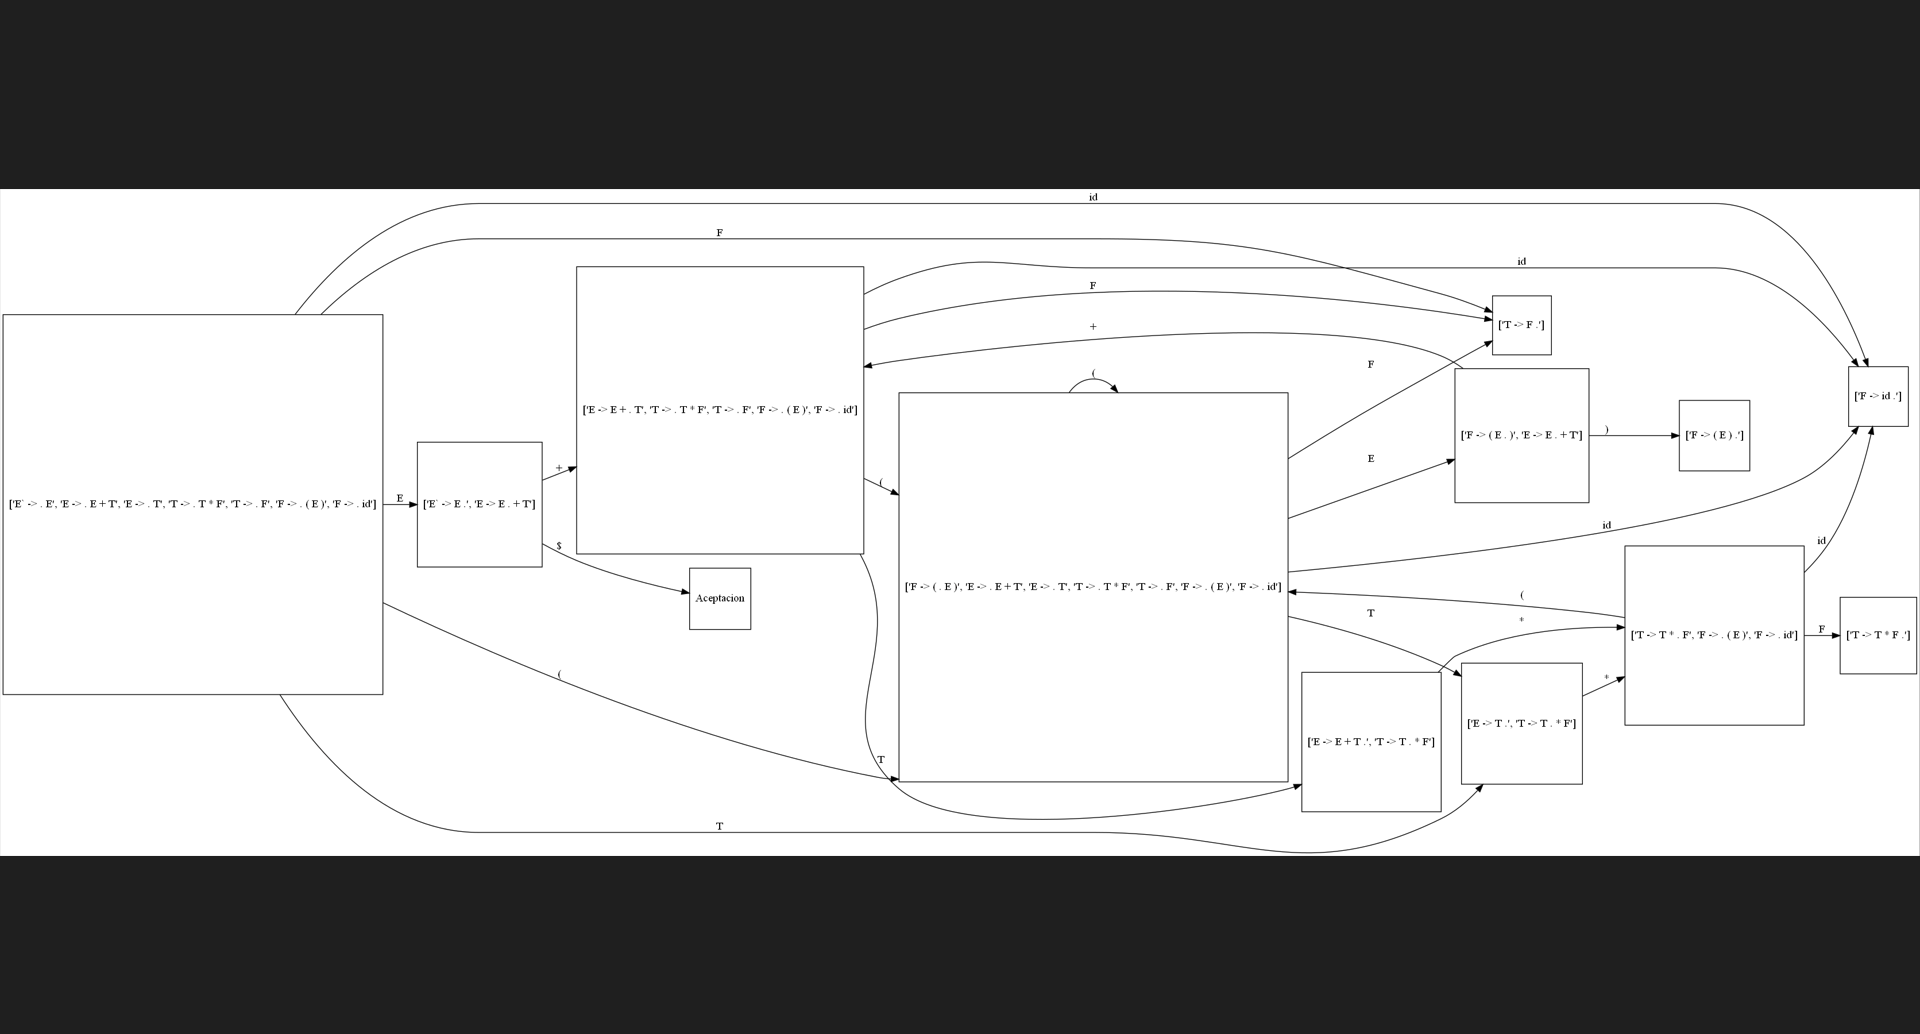 id
F
id
F
+
['T -> F .']
F
(
['F -> id .']
['E -> E + . T', 'T -> . T * F', 'T -> . F', 'F -> . ( E )', 'F -> . id']
['F -> ( E . )', 'E -> E . + T']
)
['F -> ( E ) .']
E
+
(
['E` -> . E', 'E -> . E + T', 'E -> . T', 'T -> . T * F', 'T -> . F', 'F -> . ( E )', 'F -> . id']
E
['E` -> E .', 'E -> E . + T']
id
id
$
['F -> ( . E )', 'E -> . E + T', 'E -> . T', 'T -> . T * F', 'T -> . F', 'F -> . ( E )', 'F -> . id']
(
Aceptacion
T
*
['T -> T * . F', 'F -> . ( E )', 'F -> . id']
F
['T -> T * F .']
(
*
['E -> T .', 'T -> T . * F']
['E -> E + T .', 'T -> T . * F']
T
T